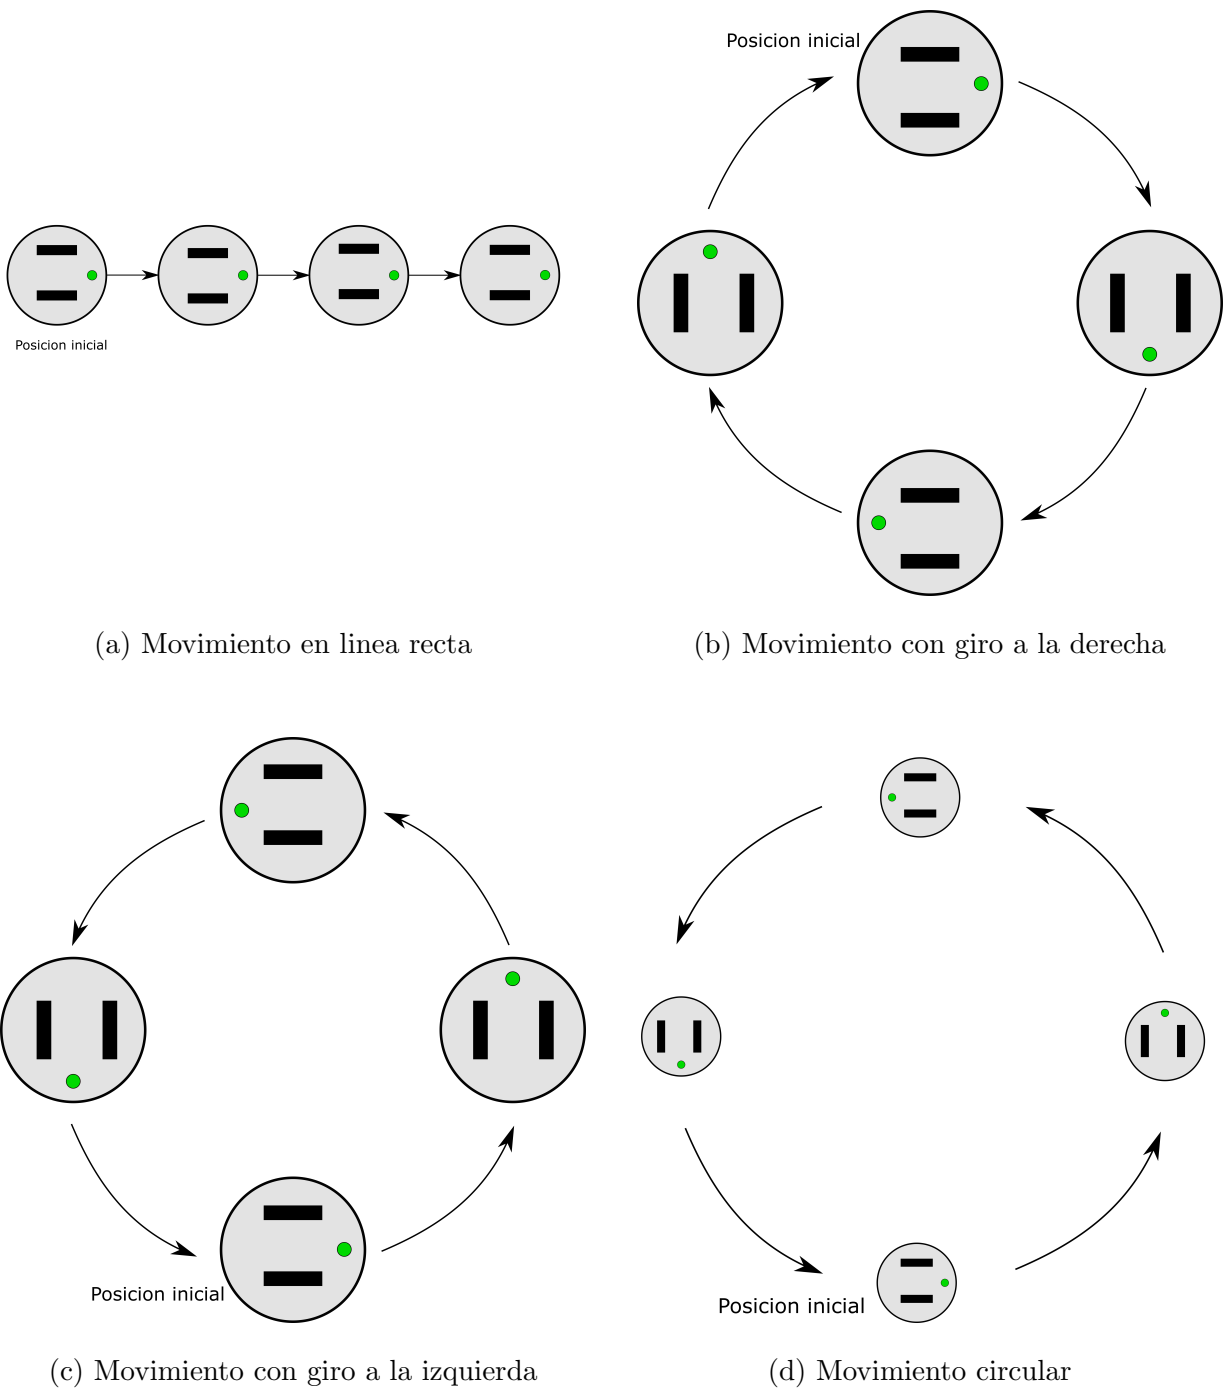 Posicion inicial
Posicion inicial
(a) Movimiento en linea recta
(b) Movimiento con giro a la derecha
Posicion inicial
Posicion inicial
(c) Movimiento con giro a la izquierda
(d) Movimiento circular